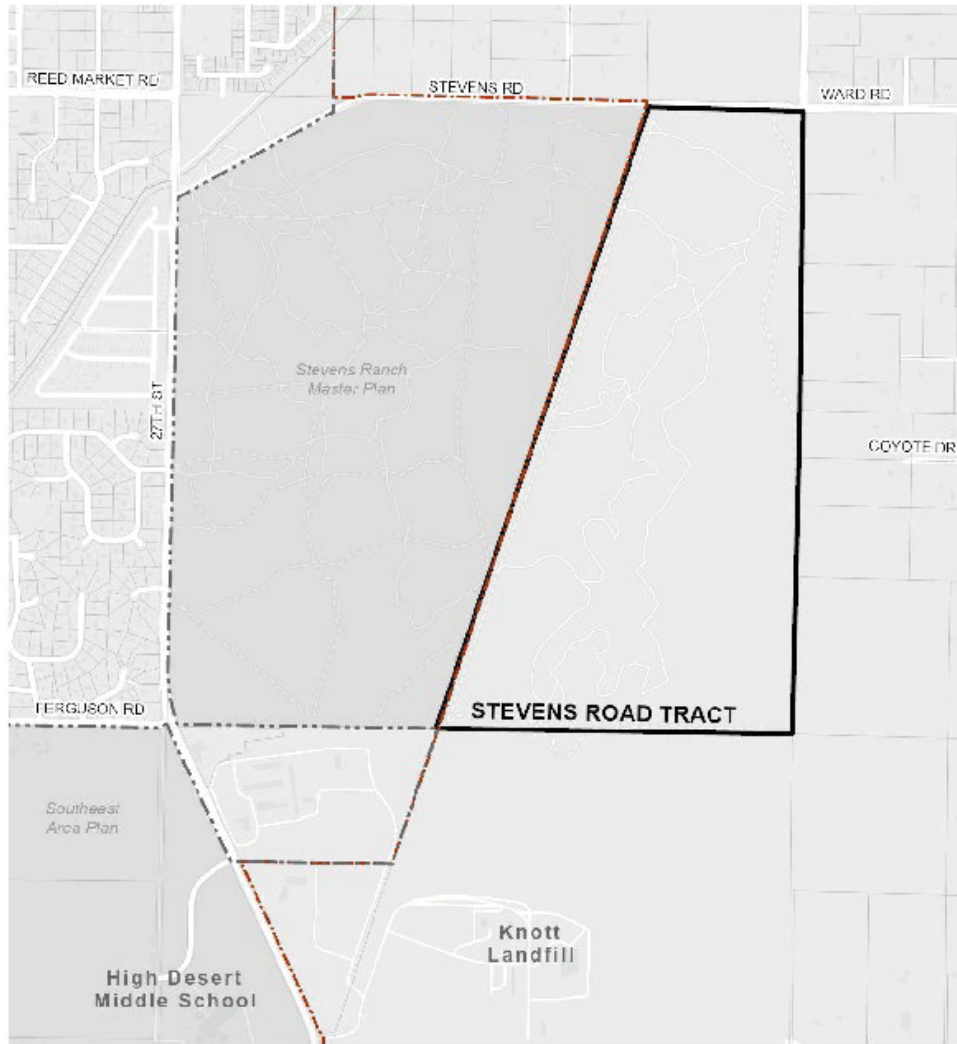 REED MARKET RD
STEVENS RD
WARD RD
Stevens Ranch
Master Plan
27TH ST
COYOTE DR
FERGUSON RD
STEVENS ROAD TRACT
Southeast
Area Plan
Knott
Landfill
High Desert
Middle School